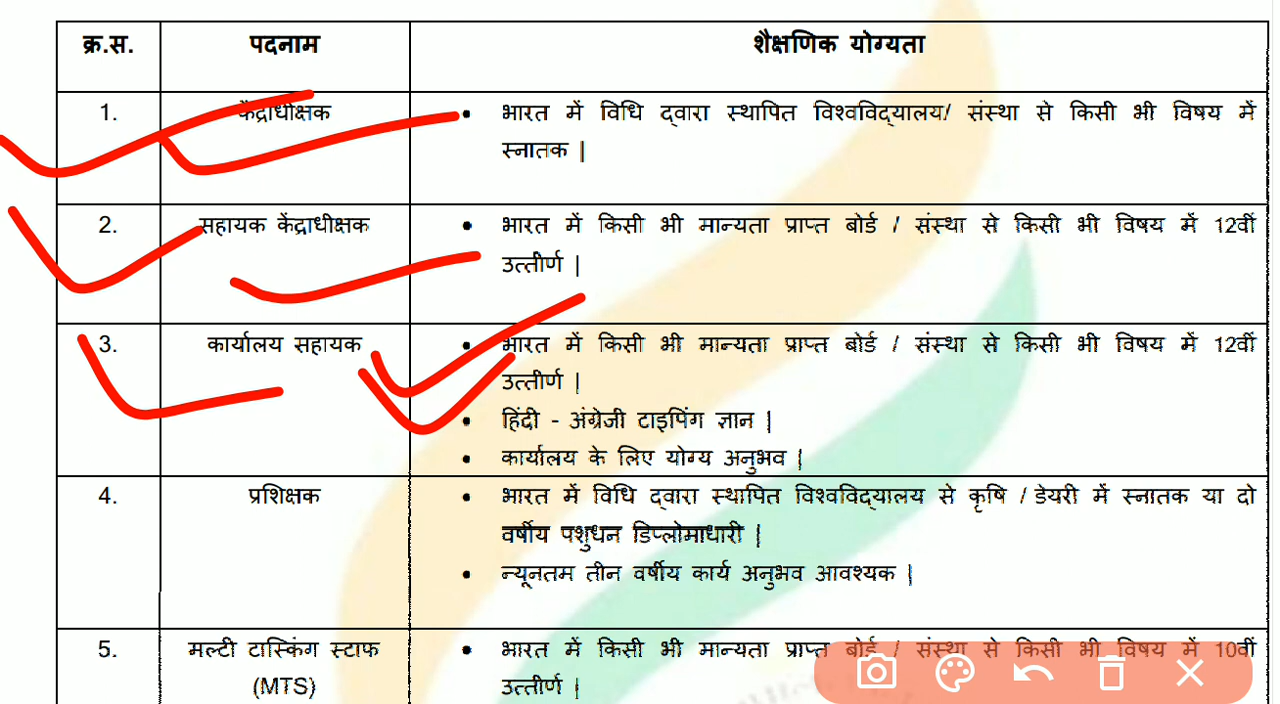 क्र.स. पदनाम शैक्षणिक योग्यता
1. केंद्राधीक्षक • भारत में विधि द्वारा स्थापित विश्वविद्यालय/ संस्था से किसी भी विषय में
स्नातक |
2. सहायक केंद्राधीक्षक • भारत में किसी भी मान्यता प्राप्त बोर्ड / संस्था से किसी भी विषय में 12वीं
उत्तीर्ण |
3. कार्यालय सहायक • भारत में किसी भी मान्यता प्राप्त बोर्ड / संस्था से किसी भी विषय में 12वीं
उत्तीर्ण |
• हिंदी - अंग्रेजी टाइपिंग ज्ञान |
• कार्यालय के लिए योग्य अनुभव |
4. प्रशिक्षक • भारत में विधि द्वारा स्थापित विश्वविद्यालय से कृषि / डेयरी में स्नातक या दो
वर्षीय पशुधन डिप्लोमाधारी |
• न्यूनतम तीन वर्षीय कार्य अनुभव आवश्यक |
5. मल्टी टास्किंग स्टाफ • भारत में किसी भी मान्यता प्राप्त बोर्ड / संस्था से किसी भी विषय में 10वीं
(MTS) उत्तीर्ण |